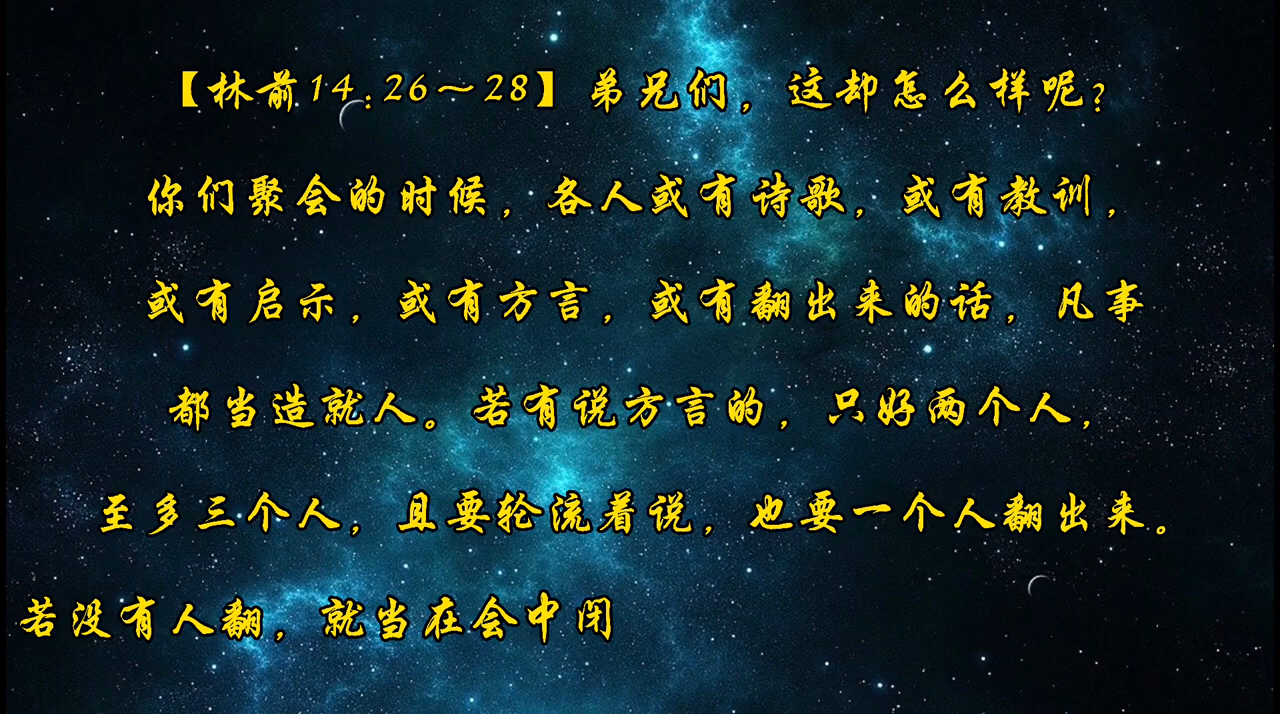 【林前14:26～28】弟兄们，这却怎么样呢？
你们聚会的时候，各人或有诗歌，或有教训，
或有启示，或有方言，或有翻出来的话，凡事
都当造就人。若有说方言的，只好两个人，
至多三个人，且要轮流着说，也要一个人翻出来。
若没有人翻，就当在会中闭